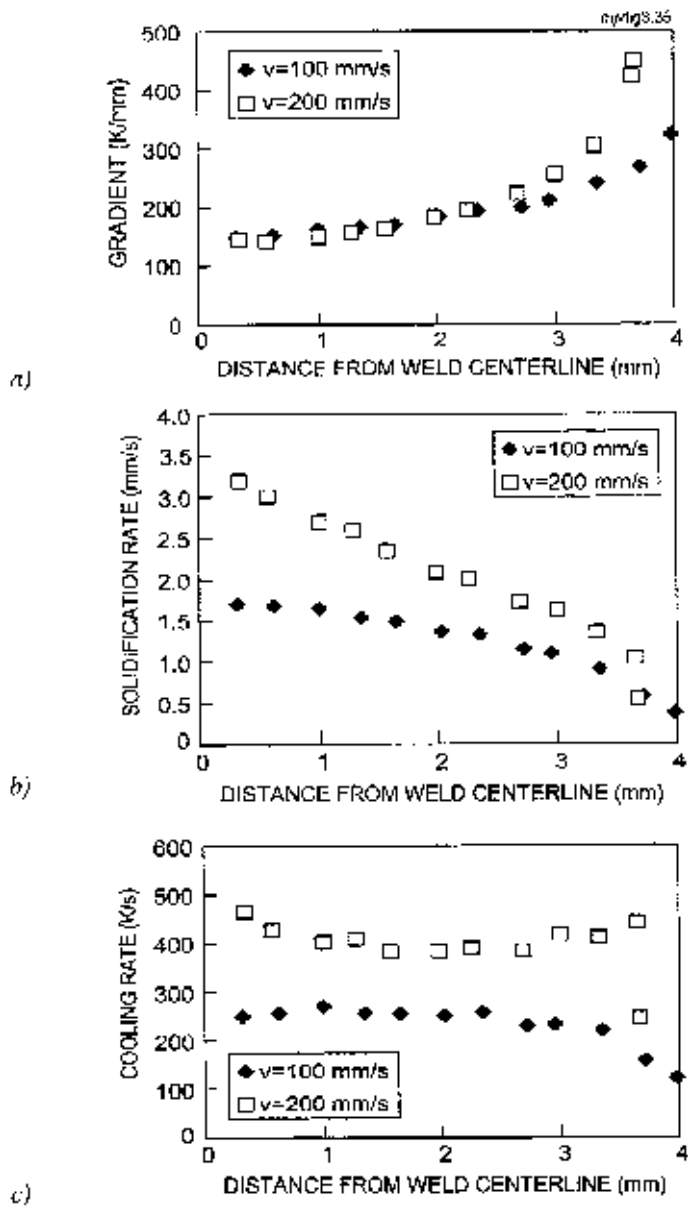 500
400
300
200
100
0
GRADIENT (K/mm)
v=100 mm/s
v=200 mm/s
0 1 2 3 4
DISTANCE FROM WELD CENTERLINE (mm)
a)
4.0
3.5
3.0
2.5
2.0
1.5
1.0
0.5
0
SOLIDIFICATION RATE (mm/s)
v=100 mm/s
v=200 mm/s
0 1 2 3 4
DISTANCE FROM WELD CENTERLINE (mm)
b)
600
500
400
300
200
100
0
COOLING RATE (K/s)
v=100 mm/s
v=200 mm/s
0 1 2 3 4
DISTANCE FROM WELD CENTERLINE (mm)
c)